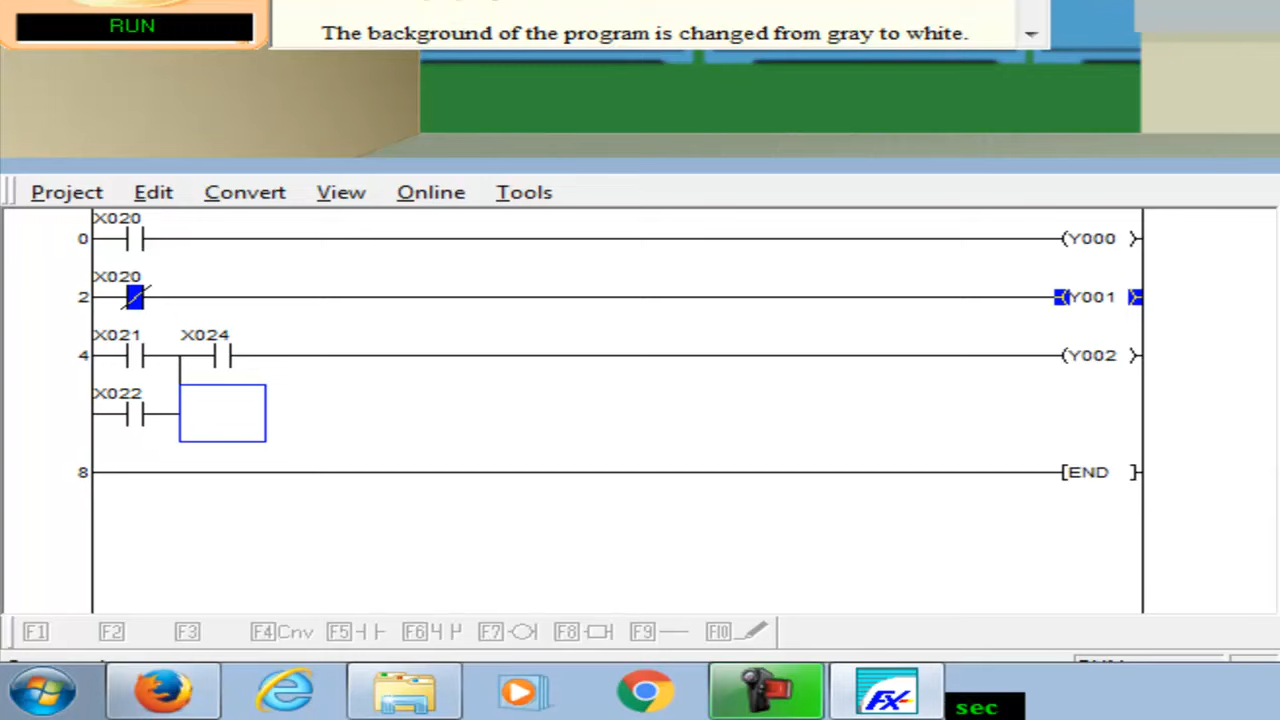 RUN
The background of the program is changed from gray to white.
Project Edit Convert View Online Tools
X020
0 Y000
X020
2 Y001
X021 X024
4 Y002
X022
8 END
F1 F2 F3 F4Cnv F5 F6 F7 F8 F9 F10
FX
sec